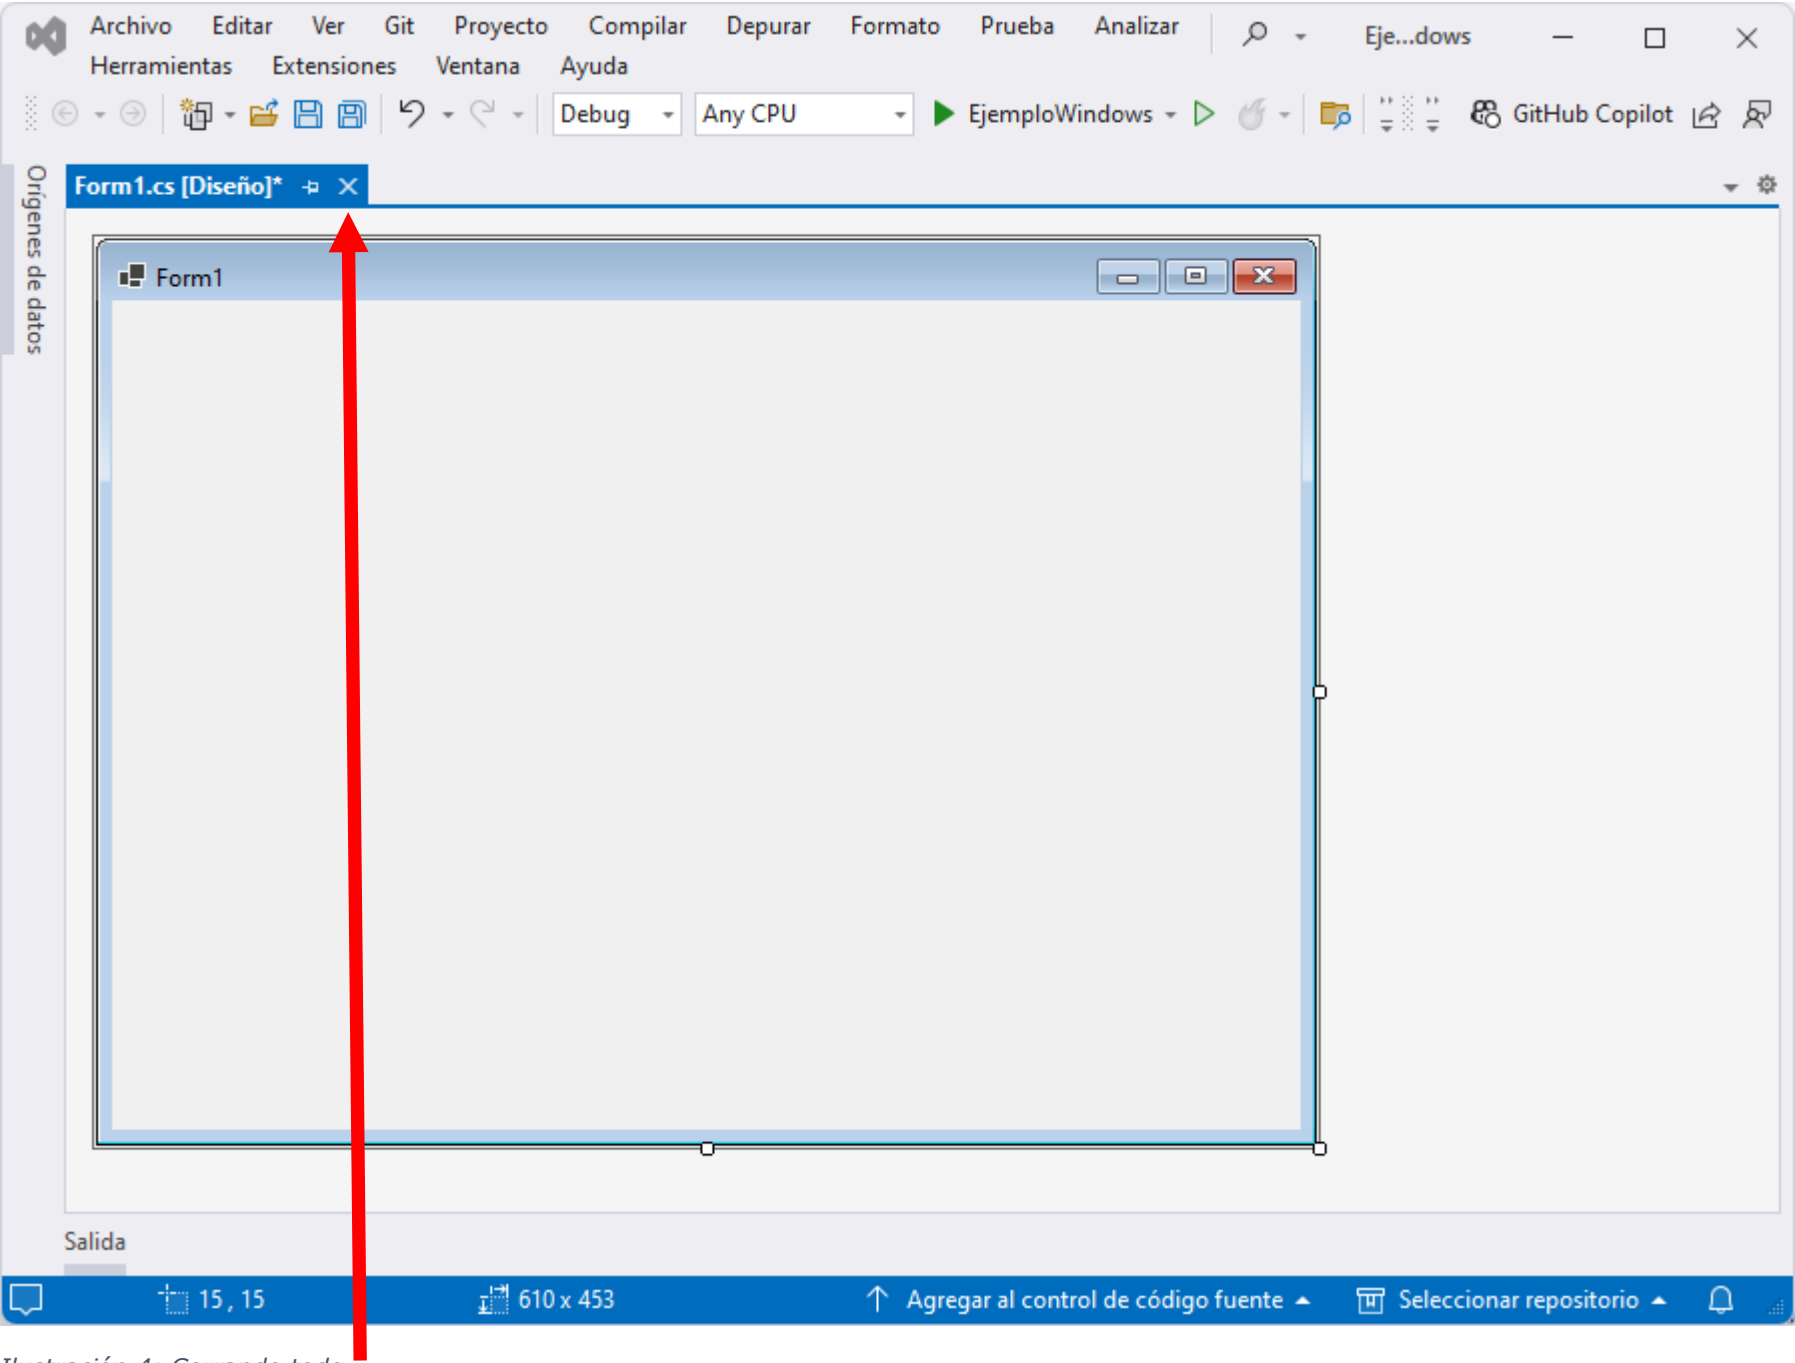 Archivo Editar Ver Git Proyecto Compilar Depurar Formato Prueba Analizar Eje...dows
Herramientas Extensiones Ventana Ayuda
Debug Any CPU EjemploWindows GitHub Copilot
Orígenes de datos
Form1.cs [Diseño]*
Form1
Salida
15 , 15 610 x 453 Agregar al control de código fuente Seleccionar repositorio